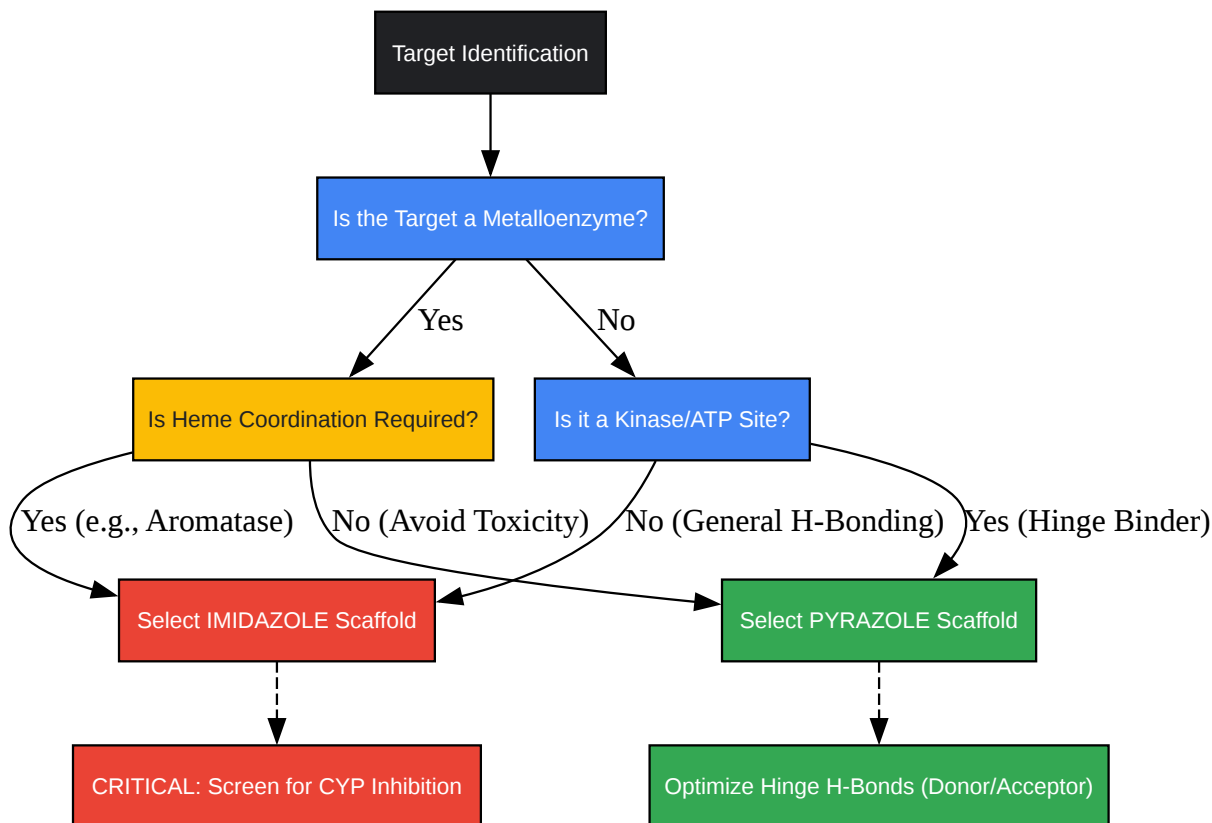 Target Identification
Is the Target a Metalloenzyme?
Yes
No
Is Heme Coordination Required?
Is it a Kinase/ATP Site?
Yes (e.g., Aromatase)
No (Avoid Toxicity)
No (General H-Bonding)
Yes (Hinge Binder)
Select IMIDAZOLE Scaffold
Select PYRAZOLE Scaffold
CRITICAL: Screen for CYP Inhibition
Optimize Hinge H-Bonds (Donor/Acceptor)